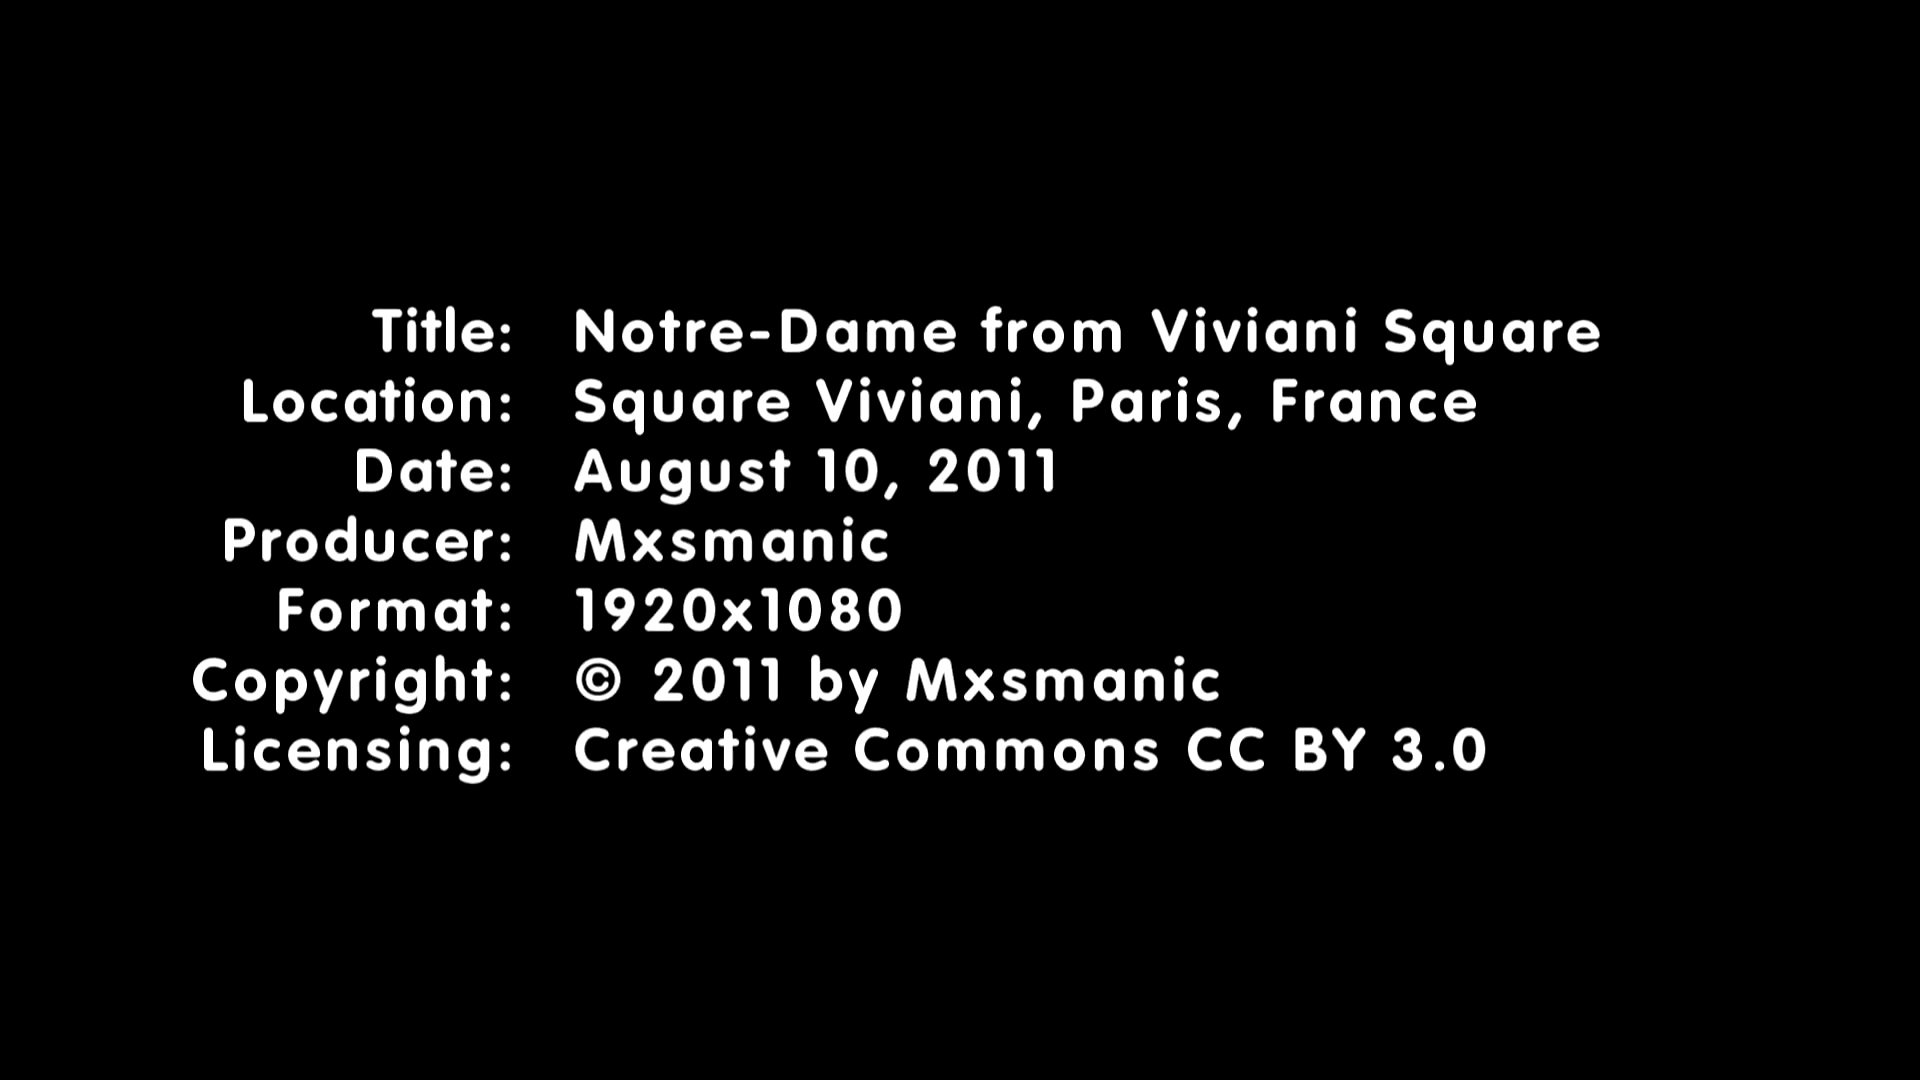 Title: Notre-Dame from Viviani Square
Location: Square Viviani, Paris, France
Date: August 10, 2011
Producer: Mxsmanic
Format: 1920x1080
Copyright: © 2011 by Mxsmanic
Licensing: Creative Commons CC BY 3.0